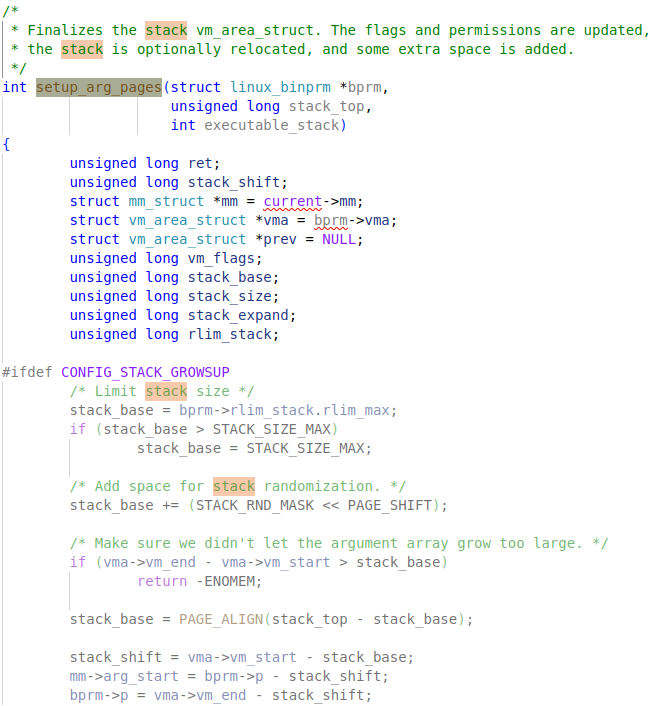 /*
 * Finalizes the stack vm_area_struct. The flags and permissions are updated,
 * the stack is optionally relocated, and some extra space is added.
 */
int setup_arg_pages(struct linux_binprm *bprm,
                    unsigned long stack_top,
                    int executable_stack)
{
        unsigned long ret;
        unsigned long stack_shift;
        struct mm_struct *mm = current->mm;
        struct vm_area_struct *vma = bprm->vma;
        struct vm_area_struct *prev = NULL;
        unsigned long vm_flags;
        unsigned long stack_base;
        unsigned long stack_size;
        unsigned long stack_expand;
        unsigned long rlim_stack;

#ifdef CONFIG_STACK_GROWSUP
        /* Limit stack size */
        stack_base = bprm->rlim_stack.rlim_max;
        if (stack_base > STACK_SIZE_MAX)
                stack_base = STACK_SIZE_MAX;

        /* Add space for stack randomization. */
        stack_base += (STACK_RND_MASK << PAGE_SHIFT);

        /* Make sure we didn't let the argument array grow too large. */
        if (vma->vm_end - vma->vm_start > stack_base)
                return -ENOMEM;

        stack_base = PAGE_ALIGN(stack_top - stack_base);

        stack_shift = vma->vm_start - stack_base;
        mm->arg_start = bprm->p - stack_shift;
        bprm->p = vma->vm_end - stack_shift;